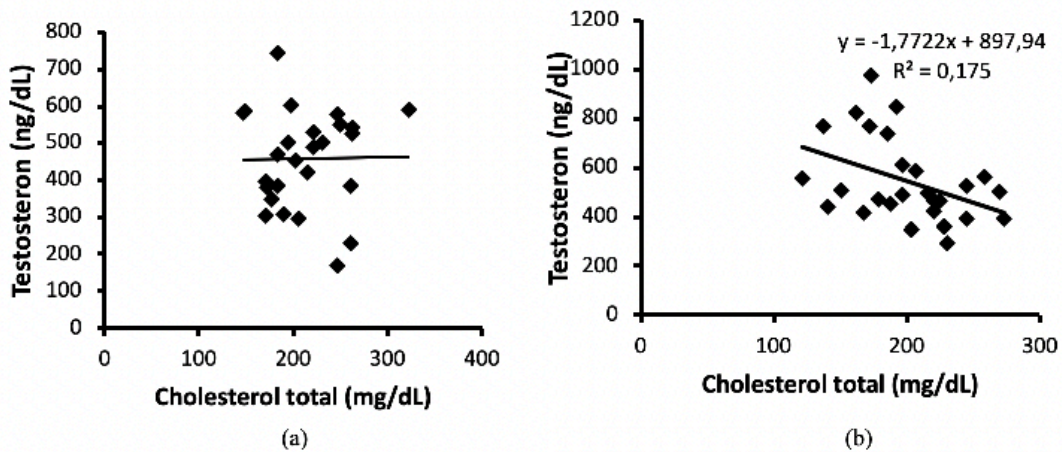 Testosteron (ng/dL)
800
700
600
500
400
300
200
100
0
0 100 200 300 400
Cholesterol total (mg/dL)
(a)
Testosteron (ng/dL)
1200
1000
800
600
400
200
0
y = -1,7722x + 897,94
R² = 0,175
0 100 200 300
Cholesterol total (mg/dL)
(b)